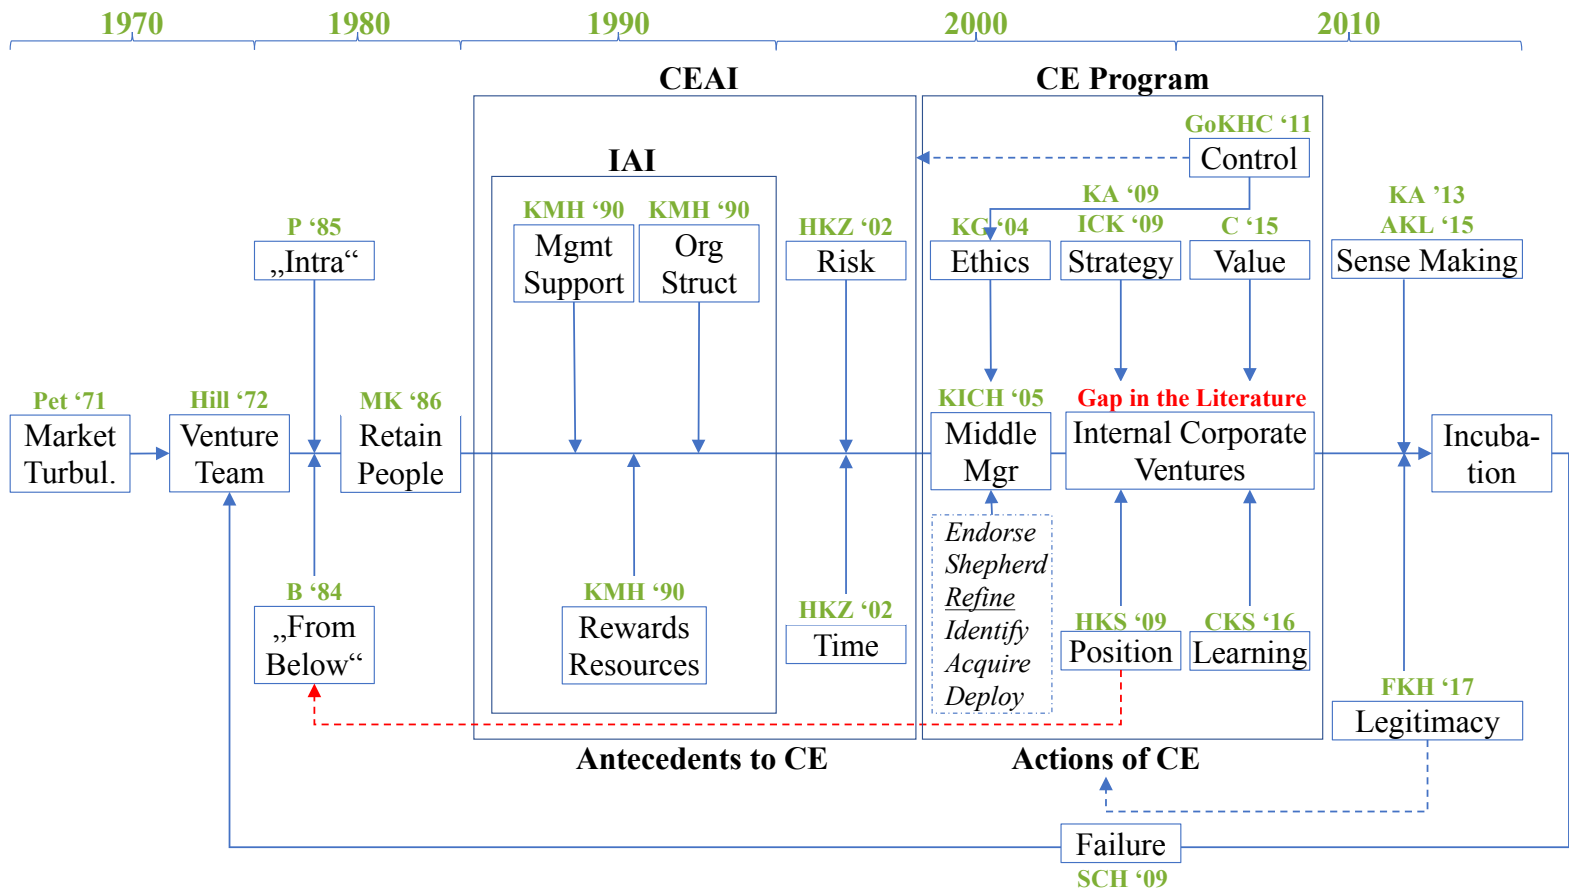 1970
1980
1990
2000
2010
CEAI
CE Program
GoKHC ‘11
Control
IAI
P ‘85
„Intra“
KMH ‘90
Mgmt
Support
KMH ‘90
Org
Struct
HKZ ‘02
Risk
KG ‘04
Ethics
KA ‘09
ICK ‘09
Strategy
C ‘15
Value
KA ’13
AKL ‘15
Sense Making
Pet ‘71
Market
Turbul.
Hill ‘72
Venture
Team
MK ‘86
Retain
People
KICH ‘05
Middle
Mgr
Gap in the Literature
Internal Corporate
Ventures
Incuba-
tion
Endorse
Shepherd
Refine
Identify
Acquire
Deploy
B ‘84
„From
Below“
KMH ‘90
Rewards
Resources
HKZ ‘02
Time
HKS ‘09
Position
CKS ‘16
Learning
FKH ‘17
Legitimacy
Antecedents to CE
Actions of CE
Failure
SCH ‘09